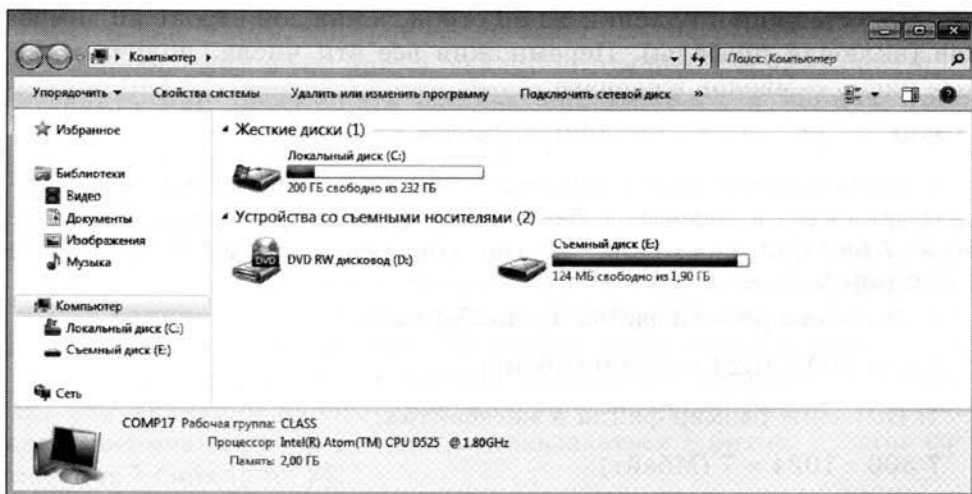 Компьютер
Поиск: Компьютер
Упорядочить Свойства системы Удалить или изменить программу Подключить сетевой диск »
Избранное
Библиотеки
Видео
Документы
Изображения
Музыка
Компьютер
Локальный диск (C:)
Съемный диск (E:)
Сеть
Жесткие диски (1)
Локальный диск (C:)
200 ГБ свободно из 232 ГБ
Устройства со съемными носителями (2)
DVD RW дисковод (D:)
DVD
Съемный диск (E:)
124 МБ свободно из 1,90 ГБ
COMP17 Рабочая группа: CLASS
Процессор: Intel(R) Atom(TM) CPU D525 @ 1.80GHz
Память: 2,00 ГБ